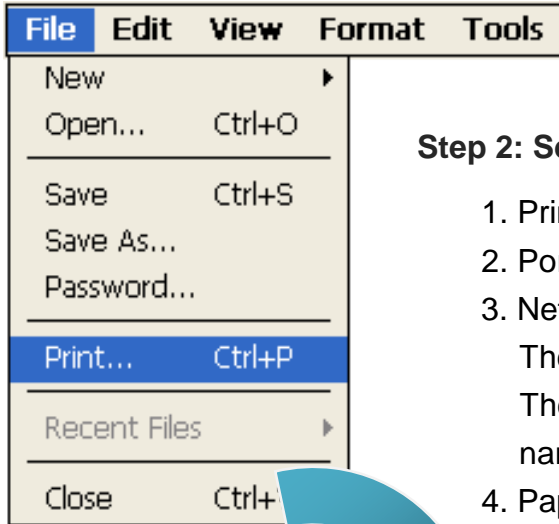 File Edit View Format Tools
New
Open... Ctrl+O
Save Ctrl+S
Save As...
Password...
Print... Ctrl+P
Recent Files
Close Ctrl+
Step 2:
1.
2.
3.
4.